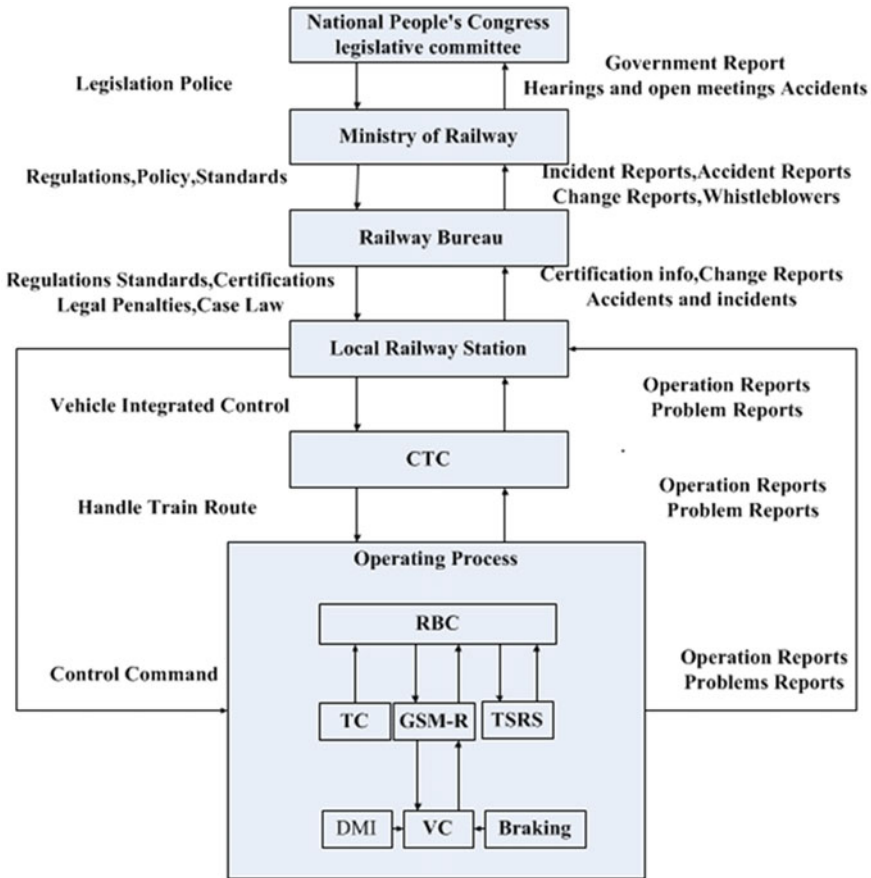 National People's Congress
legislative committee
Legislation Police
Government Report
Hearings and open meetings Accidents
Ministry of Railway
Regulations,Policy,Standards
Incident Reports,Accident Reports
Change Reports,Whistleblowers
Railway Bureau
Regulations Standards,Certifications
Legal Penalties,Case Law
Certification info,Change Reports
Accidents and incidents
Local Railway Station
Vehicle Integrated Control
Operation Reports
Problem Reports
CTC
Handle Train Route
Operation Reports
Problem Reports
Operating Process
RBC
Control Command
Operation Reports
Problems Reports
TC
GSM-R
TSRS
DMI
VC
Braking